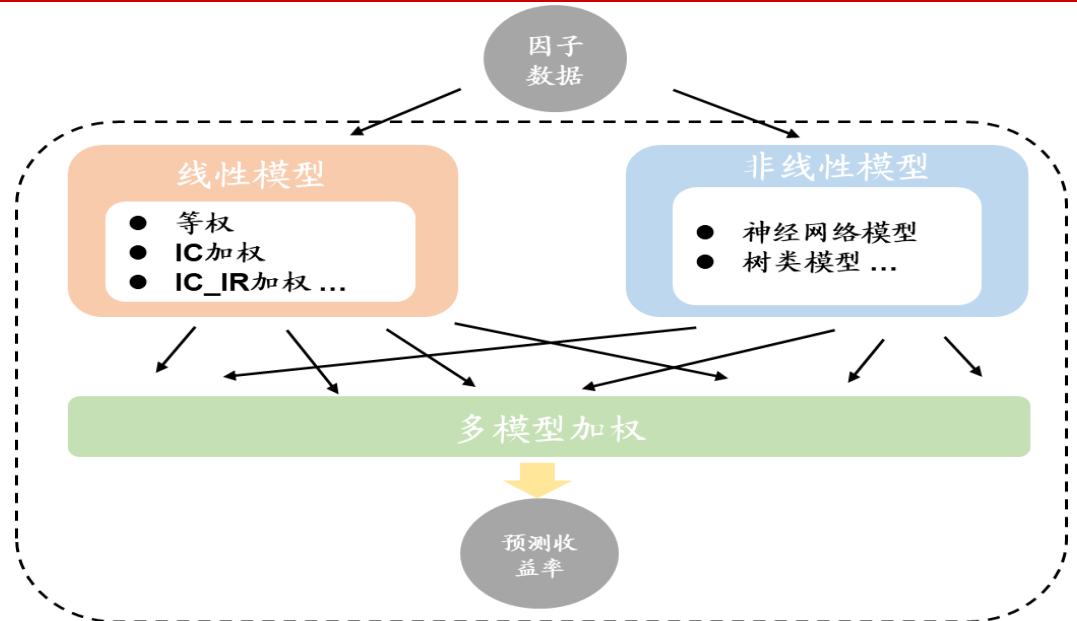 因子
数据
线性模型
等权
IC加权
IC_IR加权 ...
非线性模型
神经网络模型
树类模型 ...
多模型加权
预测收
益率